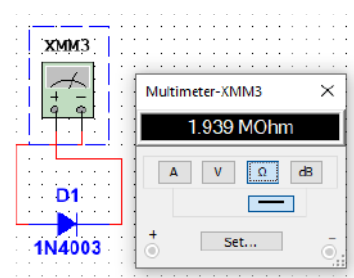 XMM3
D1
1N4003
Multimeter-XMM3
1.939 MOhm
A V Ω dB
+ Set... -